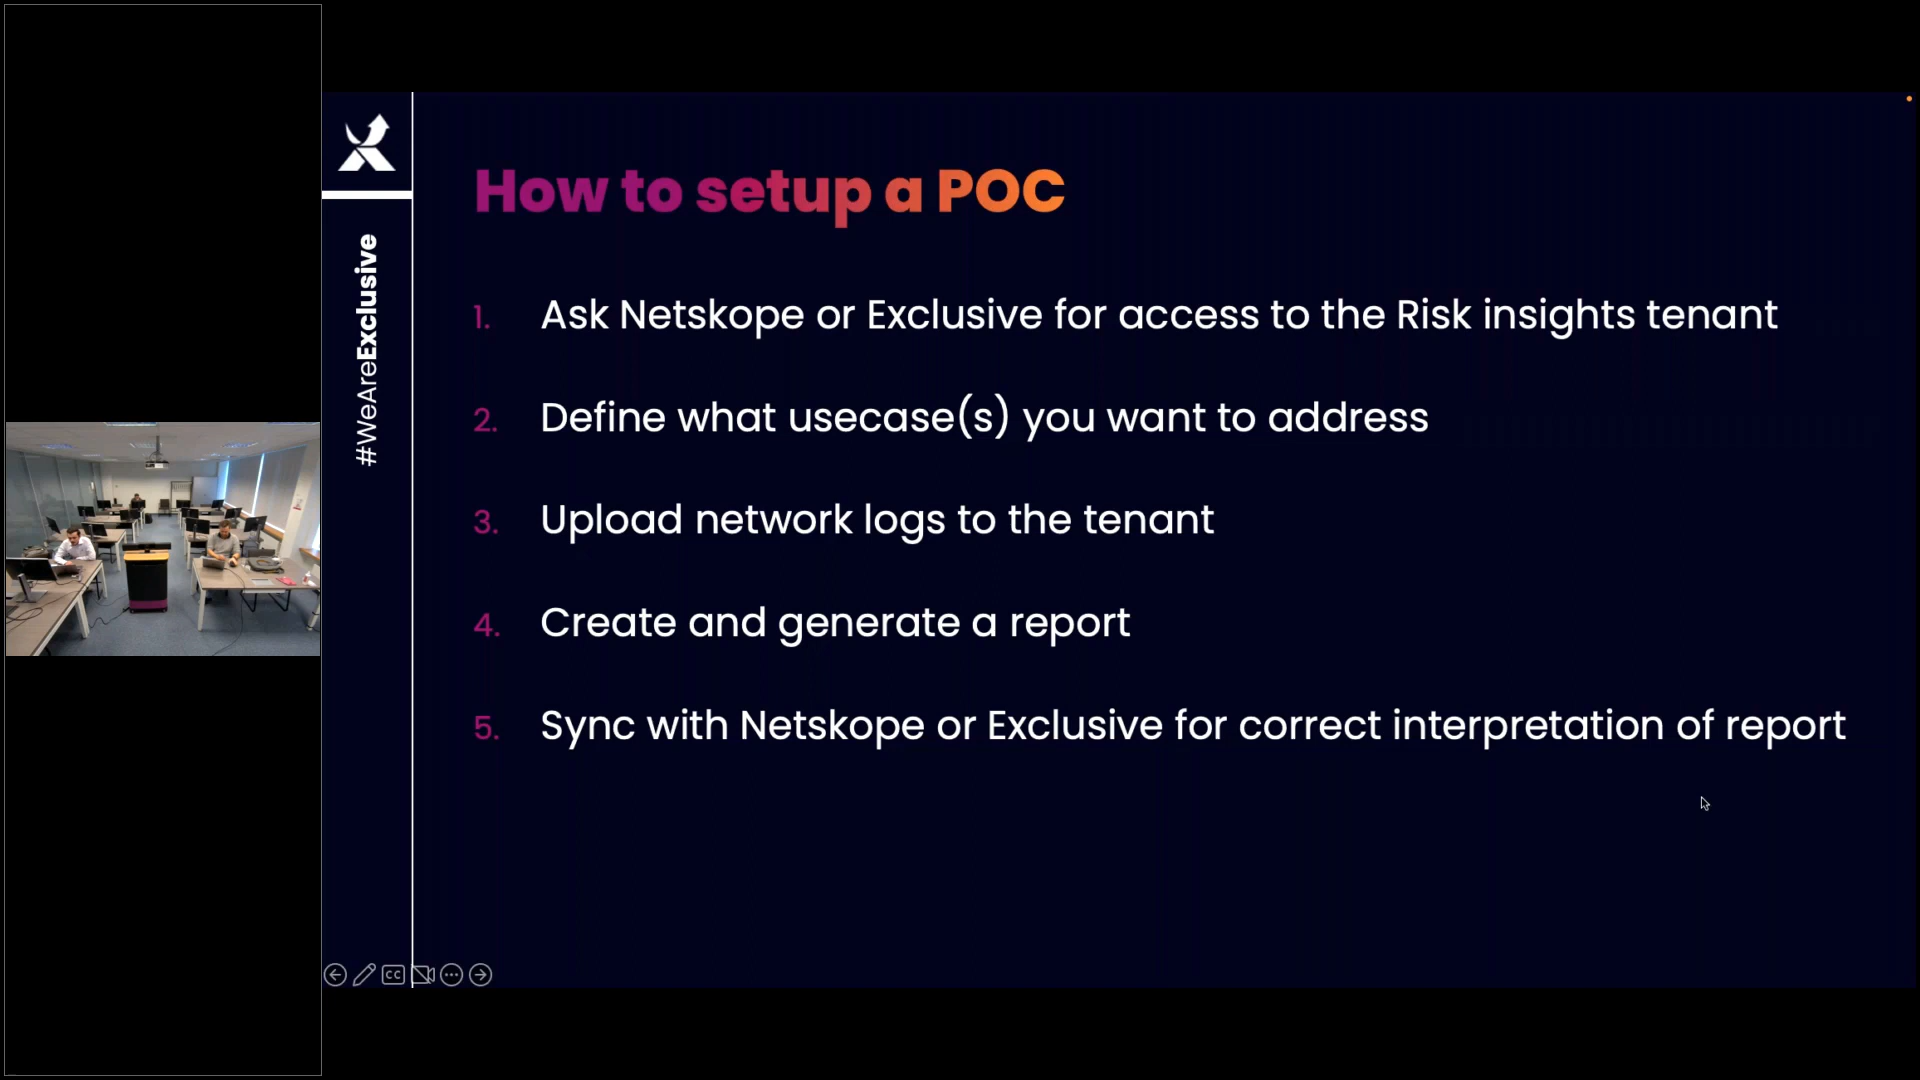 How to setup a POC
#WeAreExclusive
1. Ask Netskope or Exclusive for access to the Risk insights tenant
2. Define what usecase(s) you want to address
3. Upload network logs to the tenant
4. Create and generate a report
5. Sync with Netskope or Exclusive for correct interpretation of report
CC